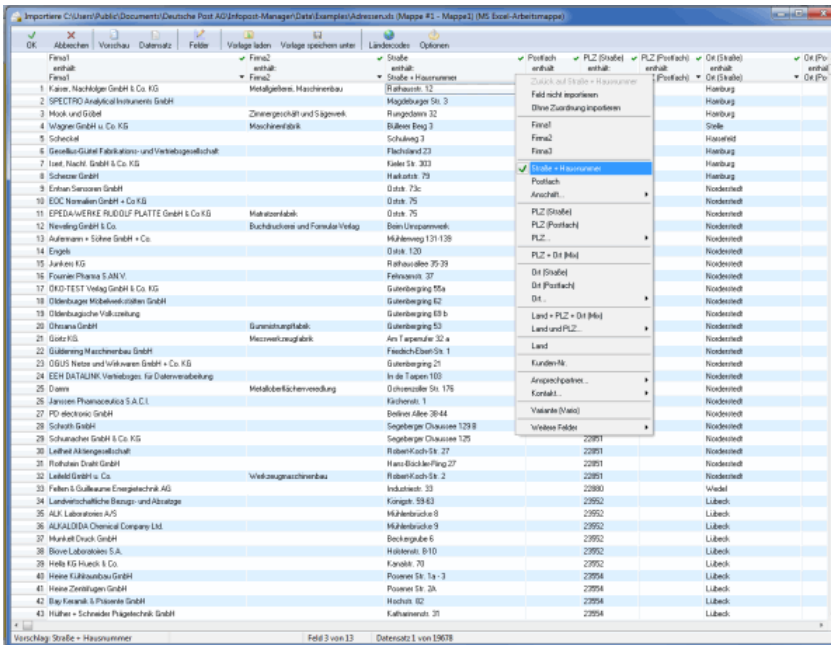 Importiere C:\Users\Public\Documents\Deutsche Post AG\Infopost-Manager\Data\Examples\Adressen.xls (Mappe #1 - Mappe1) (MS Excel-Arbeitsmappe)
OK Abbrechen Vorschau Datensatz Felder Vorlage laden Vorlage speichern unter Ländercodes Optionen
Firma1 Firma2 Straße Postfach PLZ (Straße) PLZ (Postfach) Ort (Straße) Ort (Po
enthält: enthält: enthält: enthält: enthält: enthält: enthält: enthäl
Firma1 Firma2 Straße + Hausnummer (Postfach) Ort (Straße) Ort (Po
1 Kaiser, Nachfolger GmbH & Co. KG Metallgießerei, Maschinenbau Rathausstr. 12 Hamburg
2 SPECTRO Analytical Instruments GmbH Magdeburger Str. 3 Hamburg
3 Mook und Göbel Zimmergeschäft und Sägewerk Rungedamm 32 Hamburg
4 Wagner GmbH u. Co. KG Maschinenfabrik Bullerer Berg 3 Stelle
5 Scheckel Schulweg 3
6 Gesellius-Gürtel Fabrikations- und Vertriebsgesellschaft Flachsland 23 Hamburg
7 Iost, Nachf. GmbH & Co. KG Kieler Str. 303 Hamburg
8 Scherzer GmbH Harkortstr. 79 Hamburg
9 Entran Sensoren GmbH Oststr. 73c Norderstedt
10 EOC Normalien GmbH + Co KG Oststr. 75 Norderstedt
11 EPEDA-WERKE RUDOLF PLATTE GmbH & Co KG Matratzenfabrik Oststr. 75 Norderstedt
12 Neveling GmbH & Co. Buchdruckerei und Formular-Verlag Beim Umspannwerk Norderstedt
13 Aufermann + Söhne GmbH + Co. Mühlenweg 131-139 Norderstedt
14 Engels Oststr. 120 Norderstedt
15 Junkers KG Rathausallee 35-39 Norderstedt
16 Fournier Pharma S.AN.V. Fehmarnstr. 37 Norderstedt
17 ÖKO-TEST Verlag GmbH & Co. KG Gutenbergring 55a Norderstedt
18 Oldenburger Möbelwerkstätten GmbH Gutenbergring 62 Norderstedt
19 Oldenburgische Volkszeitung Gutenbergring 69 b Norderstedt
20 Ohrsana GmbH Gummistrumpffabrik Gutenbergring 53 Norderstedt
21 Goetz KG. Messwerkzeugfabrik Am Tarpenufer 32 a Norderstedt
22 Güldenring Maschinenbau GmbH Friedrich-Ebert-Str. 1 Norderstedt
23 OGUS Netze und Wirkwaren GmbH + Co. KG Gutenbergring 21 Norderstedt
24 EEH DATALINK Vertriebsges. für Datenverarbeitung In de Tarpen 103 Norderstedt
25 Damm Metalloberflächenveredlung Ochsenzoller Str. 176 Norderstedt
26 Janssen Pharmaceutica S.A.C.I. Kirchenstr. 1 Norderstedt
27 PD-electronic GmbH Berliner Allee 38-44 Norderstedt
28 Schroth GmbH Segeberger Chaussee 129 B Norderstedt
29 Schumacher GmbH & Co. KG Segeberger Chaussee 125 22851 Norderstedt
30 Leitheit Aktiengesellschaft Robert-Koch-Str. 27 22851 Norderstedt
31 Rothstein Draht GmbH Hans-Böckler-Ring 27 22851 Norderstedt
32 Leifeld GmbH u. Co. Werkzeugmaschinenbau Robert-Koch-Str. 2 22851 Norderstedt
33 Felten & Guilleaume Energietechnik AG Industriestr. 33 22880 Wedel
34 Landwirtschaftliche Bezugs- und Absatzge Königstr. 59-63 23552 Lübeck
35 ALK Laboratories A/S Mühlenbrücke 8 23552 Lübeck
36 ALKALOIDA Chemical Company Ltd. Mühlenbrücke 9 23552 Lübeck
37 Munkelt Druck GmbH Beckergrube 6 23552 Lübeck
38 Biove Laboratoires S.A. Holstenstr. 8-10 23552 Lübeck
39 Hella KG Hueck & Co. Kanalstr. 70 23552 Lübeck
40 Heine Kühlraumbau GmbH Posener Str. 1a - 3 23554 Lübeck
41 Heine Zentrifugen GmbH Posener Str. 2A 23554 Lübeck
42 Bay Keramik & Präsente GmbH Hochstr. 82 23554 Lübeck
43 Hüther + Schneider Prägetechnik GmbH Katharinenstr. 31 23554 Lübeck
Zurück auf Straße + Hausnummer
Feld nicht importieren
Ohne Zuordnung importieren
Firma1
Firma2
Firma3
Straße + Hausnummer
Postfach
Anschrift...
PLZ (Straße)
PLZ (Postfach)
PLZ...
PLZ + Ort (Mix)
Ort (Straße)
Ort (Postfach)
Ort...
Land + PLZ + Ort (Mix)
Land und PLZ...
Land
Kunden-Nr.
Ansprechpartner...
Kontakt...
Variante (Vario)
Weitere Felder
Vorschlag: Straße + Hausnummer Feld 3 von 13 Datensatz 1 von 19678